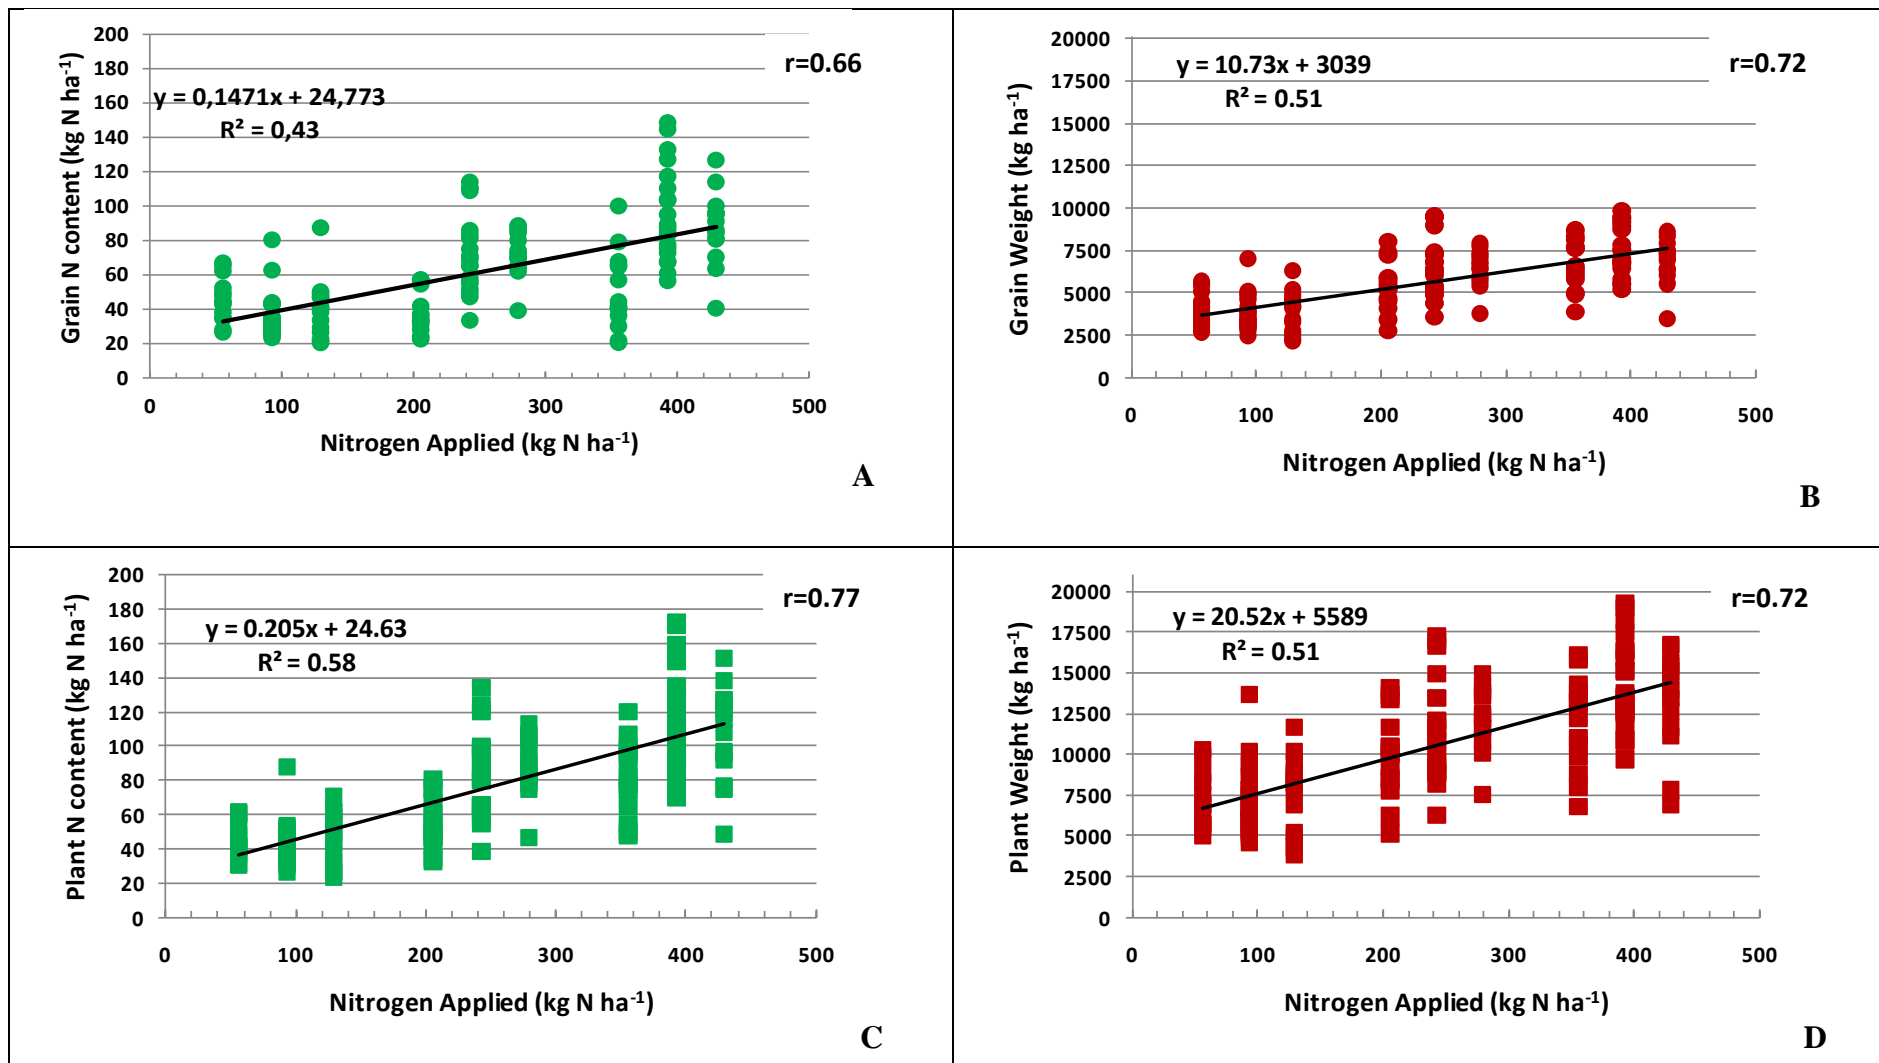 200
180
160
140
120
100
80
60
40
20
0
Grain N content (kg N ha⁻¹)
y = 0,1471x + 24,773
R² = 0,43
r=0.66
0 100 200 300 400 500
Nitrogen Applied (kg N ha⁻¹)
A
20000
17500
15000
12500
10000
7500
5000
2500
0
Grain Weight (kg ha⁻¹)
y = 10.73x + 3039
R² = 0.51
r=0.72
0 100 200 300 400 500
Nitrogen Applied (kg N ha⁻¹)
B
200
180
160
140
120
100
80
60
40
20
0
Plant N content (kg N ha⁻¹)
y = 0.205x + 24.63
R² = 0.58
r=0.77
0 100 200 300 400 500
Nitrogen Applied (kg N ha⁻¹)
C
20000
17500
15000
12500
10000
7500
5000
2500
0
Plant Weight (kg ha⁻¹)
y = 20.52x + 5589
R² = 0.51
r=0.72
0 100 200 300 400 500
Nitrogen Applied (kg N ha⁻¹)
D